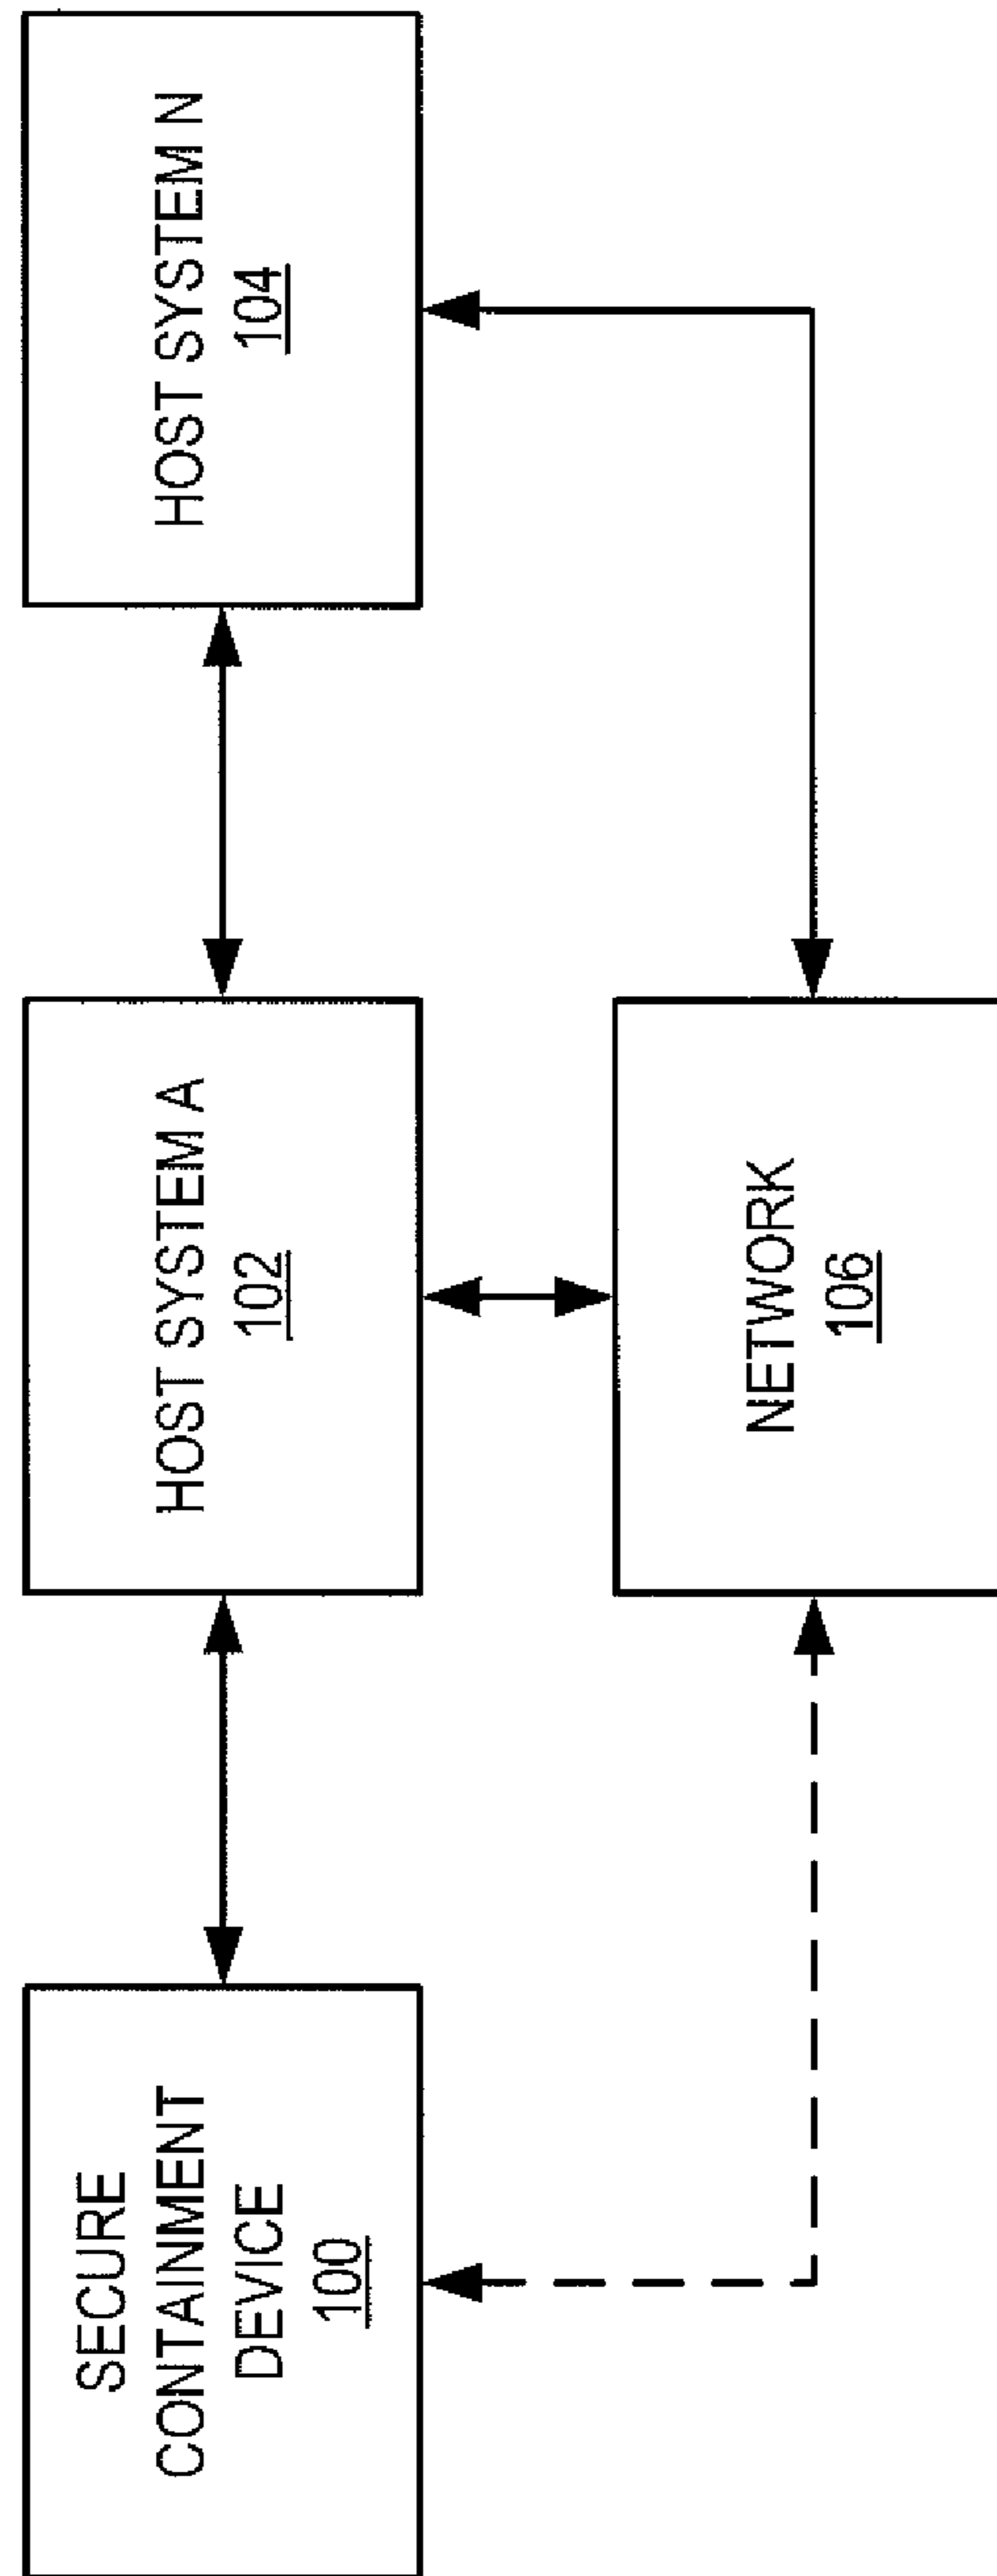 SECURE
CONTAINMENT
DEVICE
100
HOST SYSTEM A
102
HOST SYSTEM N
104
NETWORK
106